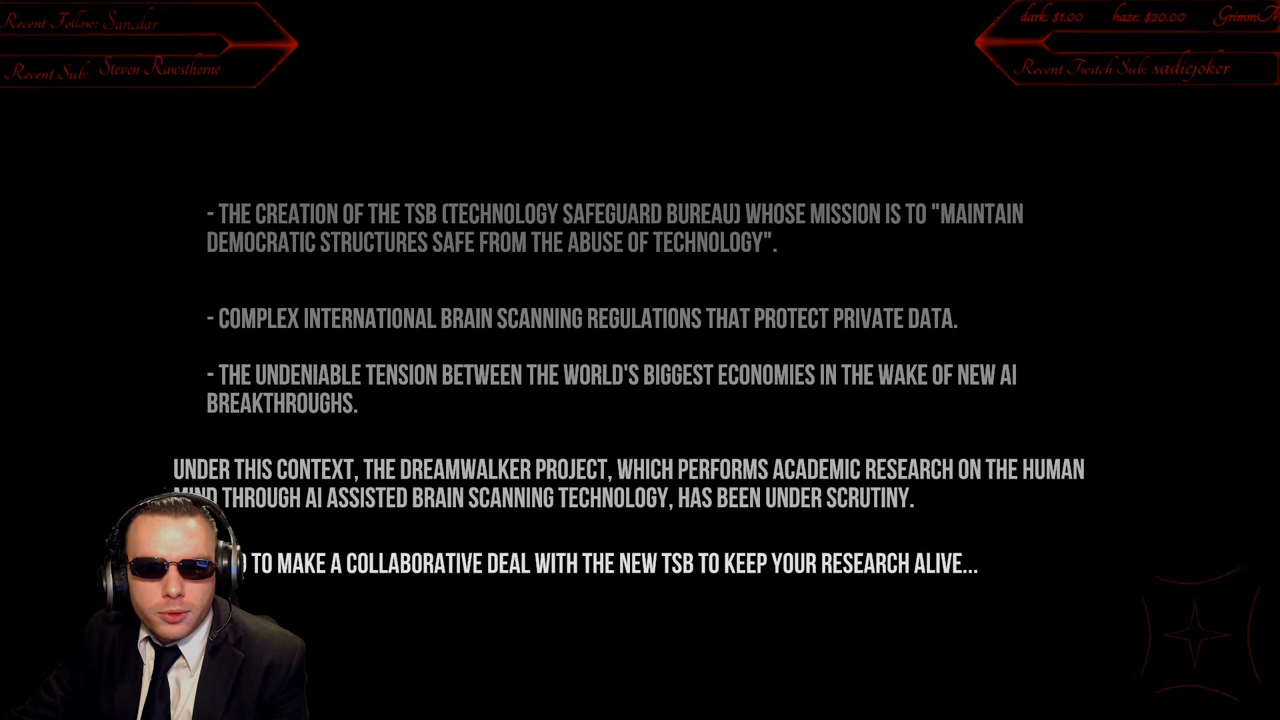 Recent Follow: Sancdar
dark: $1.00 haze: $20.00
Recent Sub: Steven Rawsthorne
Recent Twitch Sub: sadicjoker
- THE CREATION OF THE TSB (TECHNOLOGY SAFEGUARD BUREAU) WHOSE MISSION IS TO "MAINTAIN
DEMOCRATIC STRUCTURES SAFE FROM THE ABUSE OF TECHNOLOGY".
- COMPLEX INTERNATIONAL BRAIN SCANNING REGULATIONS THAT PROTECT PRIVATE DATA.
- THE UNDENIABLE TENSION BETWEEN THE WORLD'S BIGGEST ECONOMIES IN THE WAKE OF NEW AI
BREAKTHROUGHS.
UNDER THIS CONTEXT, THE DREAMWALKER PROJECT, WHICH PERFORMS ACADEMIC RESEARCH ON THE HUMAN
MIND THROUGH AI ASSISTED BRAIN SCANNING TECHNOLOGY, HAS BEEN UNDER SCRUTINY.
TO MAKE A COLLABORATIVE DEAL WITH THE NEW TSB TO KEEP YOUR RESEARCH ALIVE...